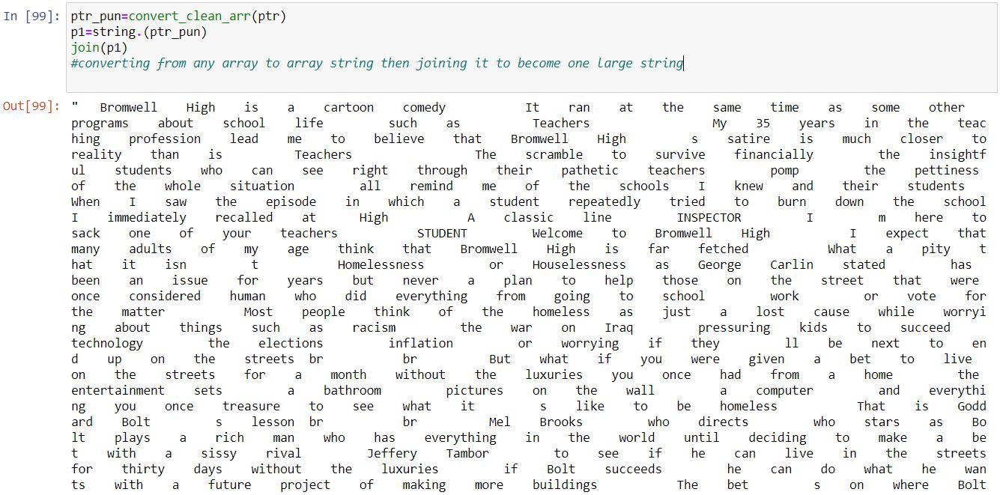 In [99]: ptr_pun=convert_clean_arr(ptr)
p1=string.(ptr_pun)
join(p1)
#converting from any array to array string then joining it to become one large string
Out[99]: " Bromwell High is a cartoon comedy It ran at the same time as some other
programs about school life such as Teachers My 35 years in the teac
hing profession lead me to believe that Bromwell High s satire is much closer to
reality than is Teachers The scramble to survive financially the insightf
ul students who can see right through their pathetic teachers pomp the pettiness
of the whole situation all remind me of the schools I knew and their students
When I saw the episode in which a student repeatedly tried to burn down the school
I immediately recalled at High A classic line INSPECTOR I m here to
sack one of your teachers STUDENT Welcome to Bromwell High I expect that
many adults of my age think that Bromwell High is far fetched What a pity t
hat it isn t Homelessness or Houselessness as George Carlin stated has
been an issue for years but never a plan to help those on the street that were
once considered human who did everything from going to school work or vote for
the matter Most people think of the homeless as just a lost cause while worryi
ng about things such as racism the war on Iraq pressuring kids to succeed
technology the elections inflation or worrying if they ll be next to en
d up on the streets br br But what if you were given a bet to live
on the streets for a month without the luxuries you once had from a home the
entertainment sets a bathroom pictures on the wall a computer and everythi
ng you once treasure to see what it s like to be homeless That is Godd
ard Bolt s lesson br br Mel Brooks who directs who stars as Bo
lt plays a rich man who has everything in the world until deciding to make a be
t with a sissy rival Jeffery Tambor to see if he can live in the streets
for thirty days without the luxuries if Bolt succeeds he can do what he wan
ts with a future project of making more buildings The bet s on where Bolt